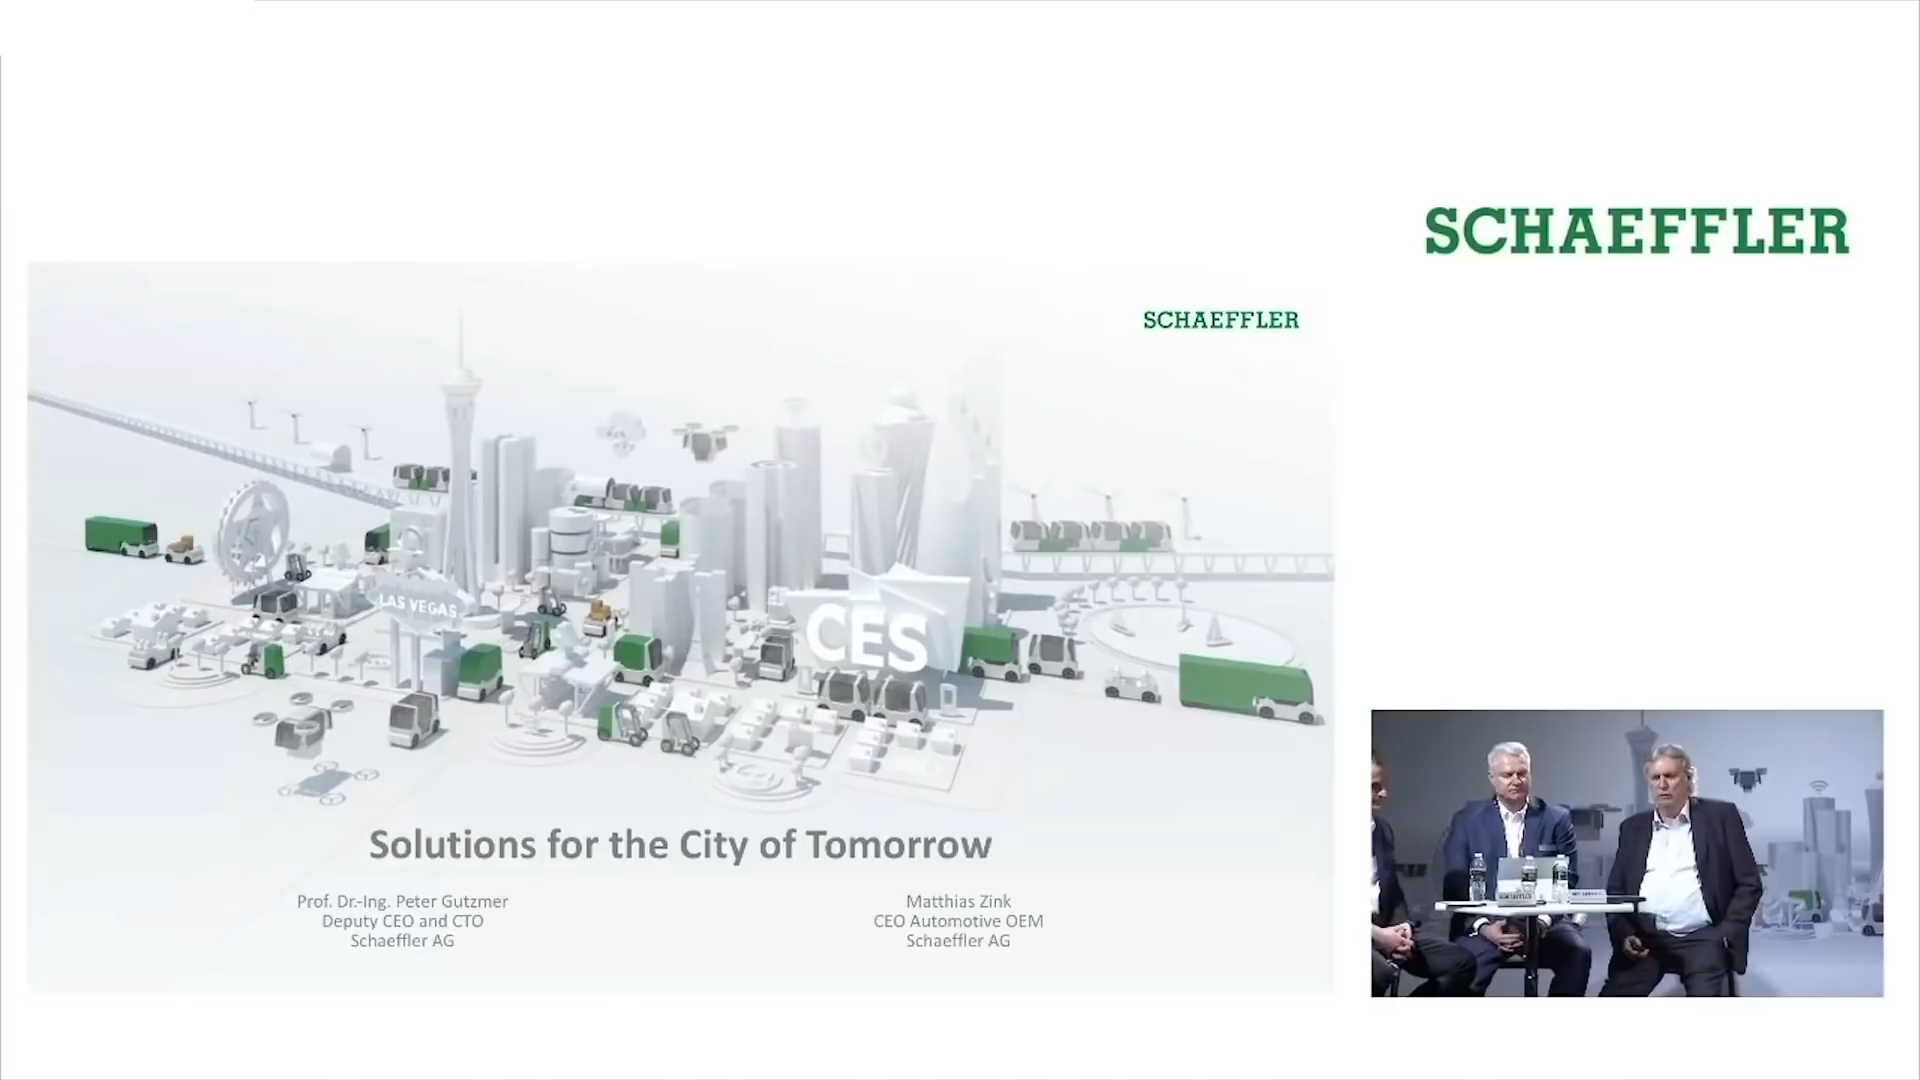 SCHAEFFLER
SCHAEFFLER
LAS VEGAS
CES
Solutions for the City of Tomorrow
Prof. Dr.-Ing. Peter Gutzmer
Deputy CEO and CTO
Schaeffler AG
Matthias Zink
CEO Automotive OEM
Schaeffler AG